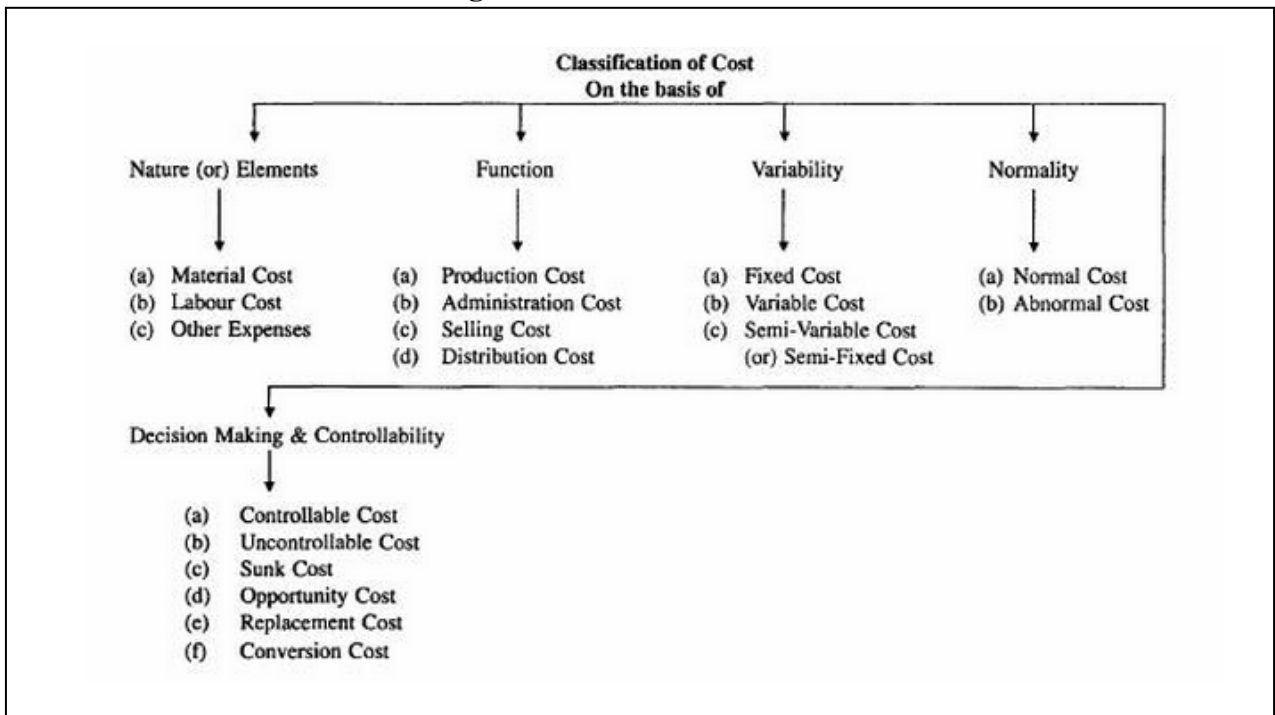 Classification of Cost
On the basis of
Nature (or) Elements
Function
Variability
Normality
(a) Material Cost
(b) Labour Cost
(c) Other Expenses
(a) Production Cost
(b) Administration Cost
(c) Selling Cost
(d) Distribution Cost
(a) Fixed Cost
(b) Variable Cost
(c) Semi-Variable Cost
(or) Semi-Fixed Cost
(a) Normal Cost
(b) Abnormal Cost
Decision Making & Controllability
(a) Controllable Cost
(b) Uncontrollable Cost
(c) Sunk Cost
(d) Opportunity Cost
(e) Replacement Cost
(f) Conversion Cost